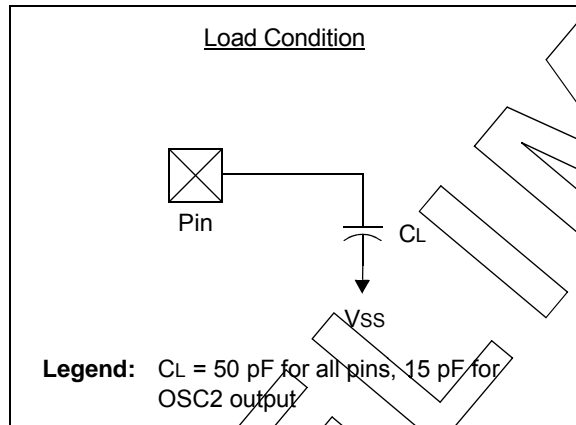 Load Condition
Pin
CL
VSS
Legend: CL = 50 pF for all pins, 15 pF for
OSC2 output